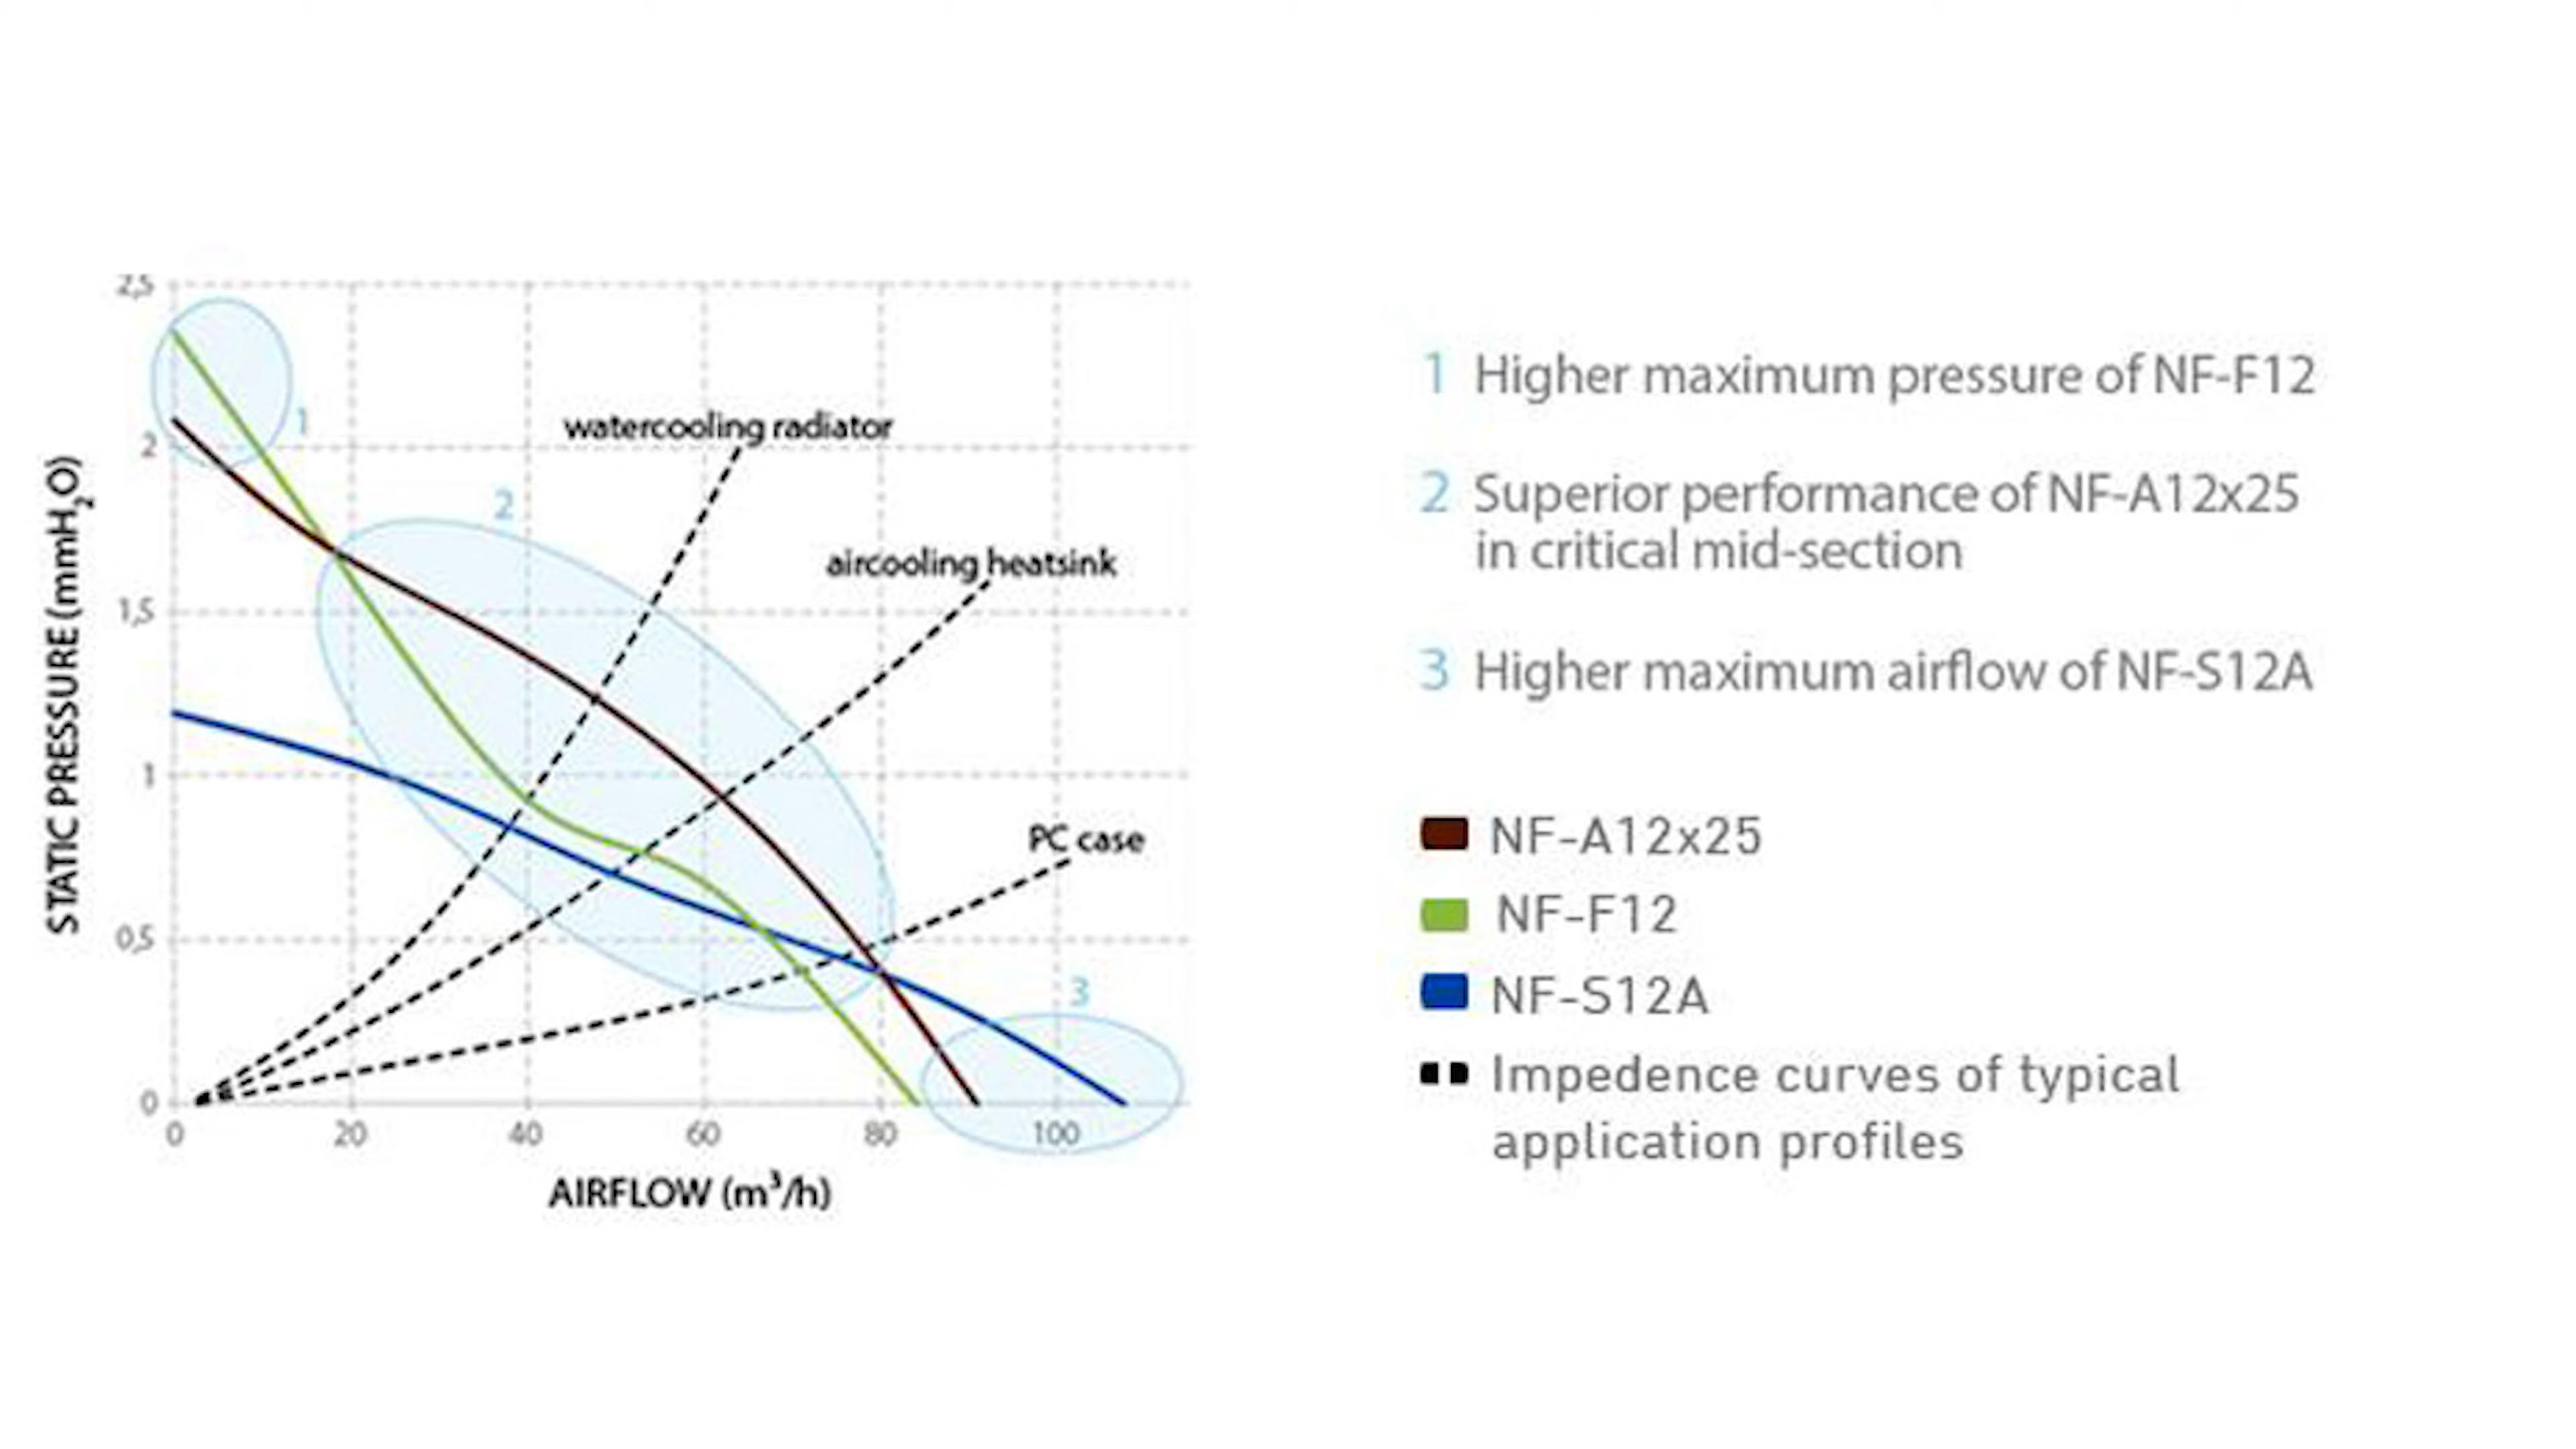 2,5
1
watercooling radiator
2
2
aircooling heatsink
1,5
1
PC case
0,5
3
0
0 20 40 60 80 100
STATIC PRESSURE (mmH₂O)
AIRFLOW (m³/h)
1 Higher maximum pressure of NF-F12
2 Superior performance of NF-A12x25
in critical mid-section
3 Higher maximum airflow of NF-S12A
NF-A12x25
NF-F12
NF-S12A
Impedence curves of typical
application profiles